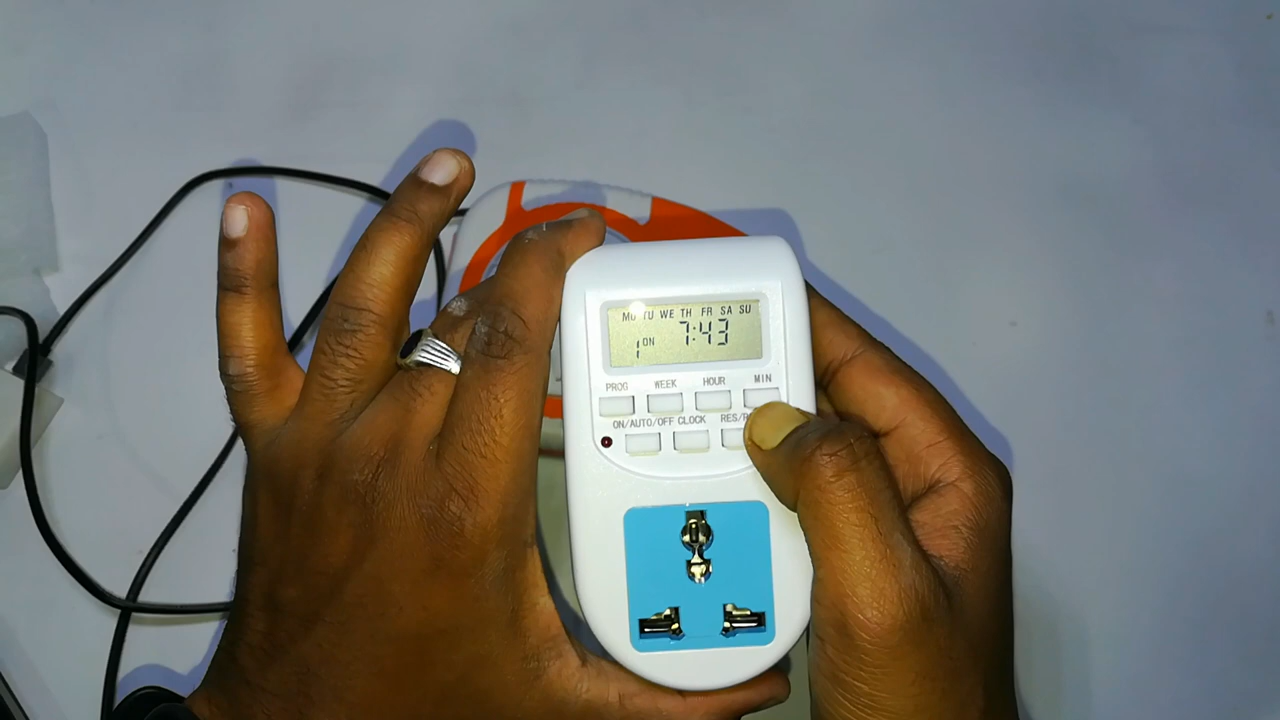 MO TU WE TH FR SA SU
1 ON 7:43
PROG WEEK HOUR MIN
ON/AUTO/OFF CLOCK